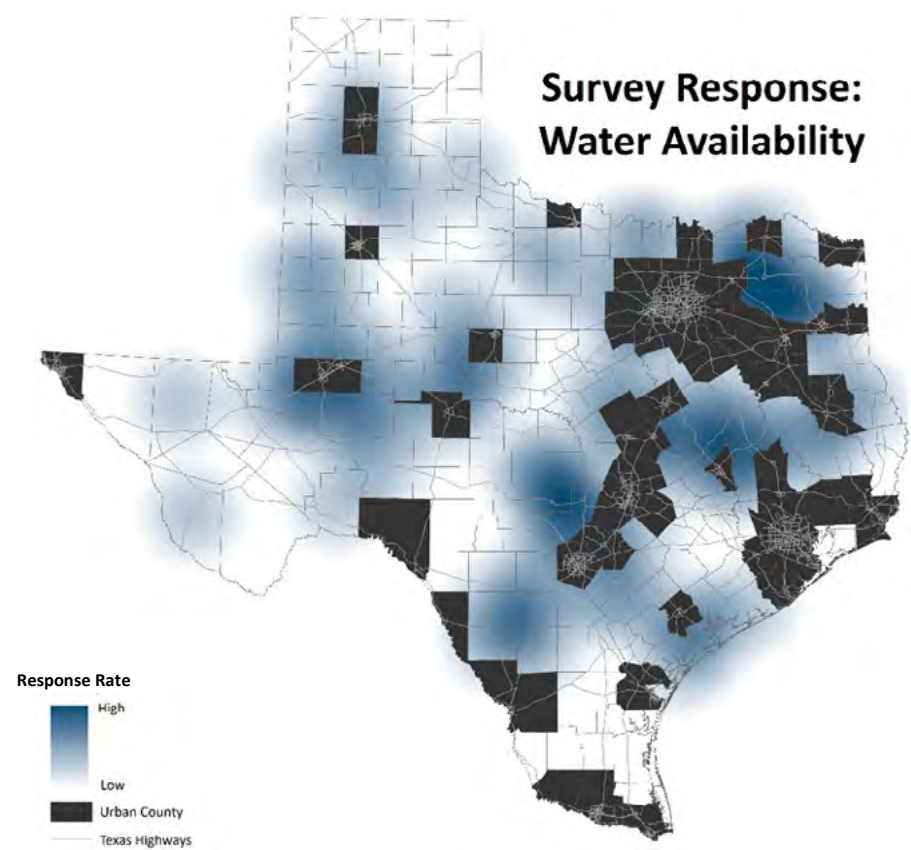 Survey Response:
Water Availability
Response Rate
High
Low
Urban County
Texas Highways